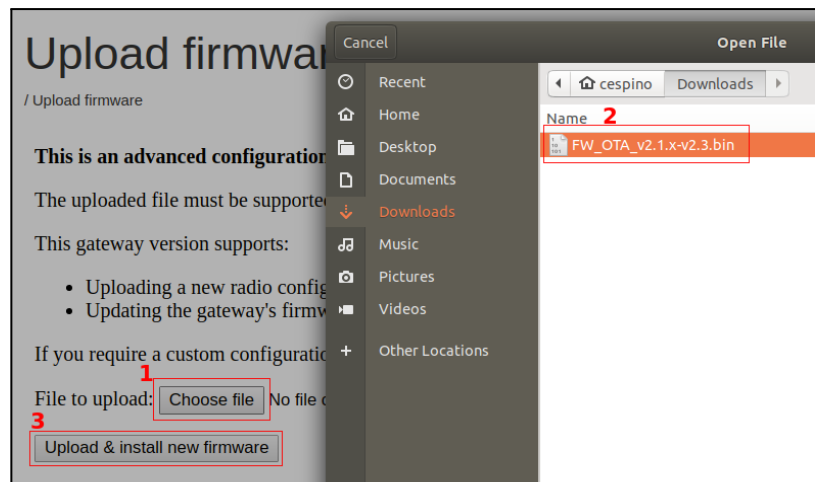 Upload firmwar
/ Upload firmware
This is an advanced configuration
The uploaded file must be supporte
This gateway version supports:
• Uploading a new radio config
• Updating the gateway's firmw
If you require a custom configuratio
1
File to upload: Choose file No file c
3
Upload & install new firmware
Cancel
Open File
Recent
Home
Desktop
Documents
Downloads
Music
Pictures
Videos
+ Other Locations
cespino Downloads
Name 2
FW_OTA_v2.1.x-v2.3.bin